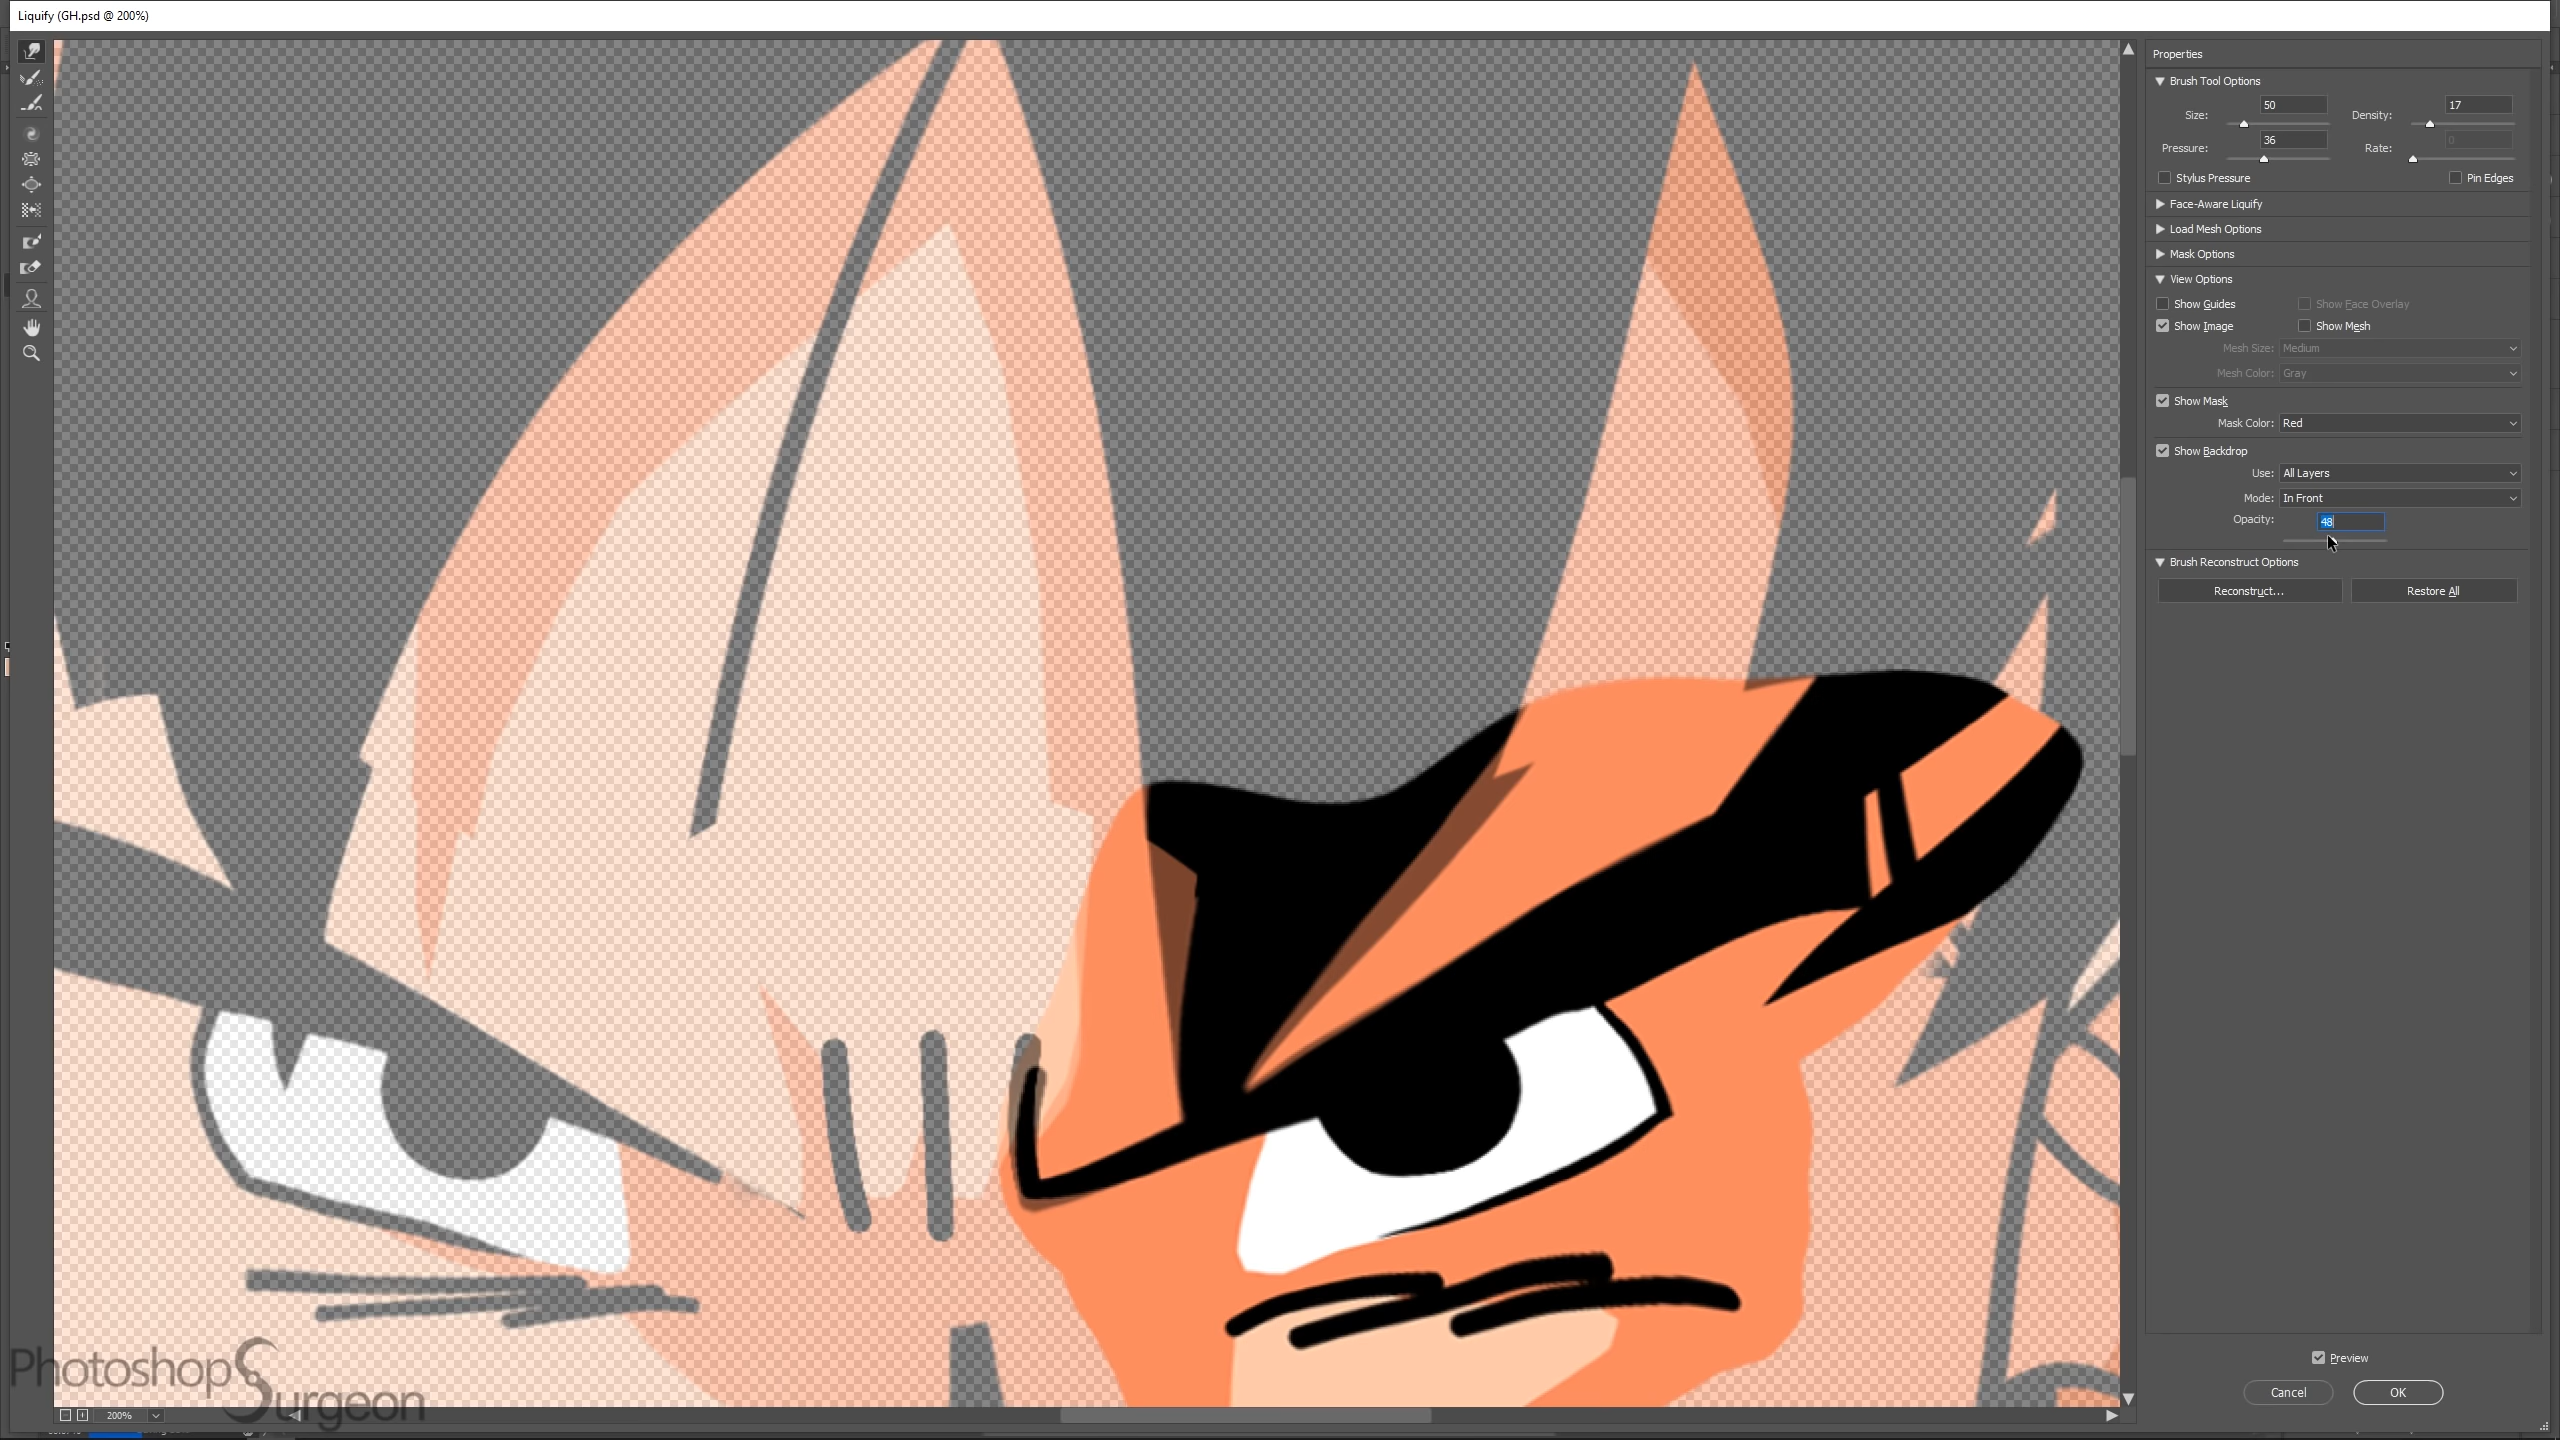 Liquify (GH.psd @ 200%)
Properties
Brush Tool Options
Size: 50 Density: 17
Pressure: 36 Rate: 0
Stylus Pressure Pin Edges
Face-Aware Liquify
Load Mesh Options
Mask Options
View Options
Show Guides Show Face Overlay
Show Image Show Mesh
Mesh Size: Medium
Mesh Color: Gray
Show Mask
Mask Color: Red
Show Backdrop
Use: All Layers
Mode: In Front
Opacity: 48
Brush Reconstruct Options
Reconstruct... Restore All
Preview
Cancel OK
Photoshop Surgeon
200%